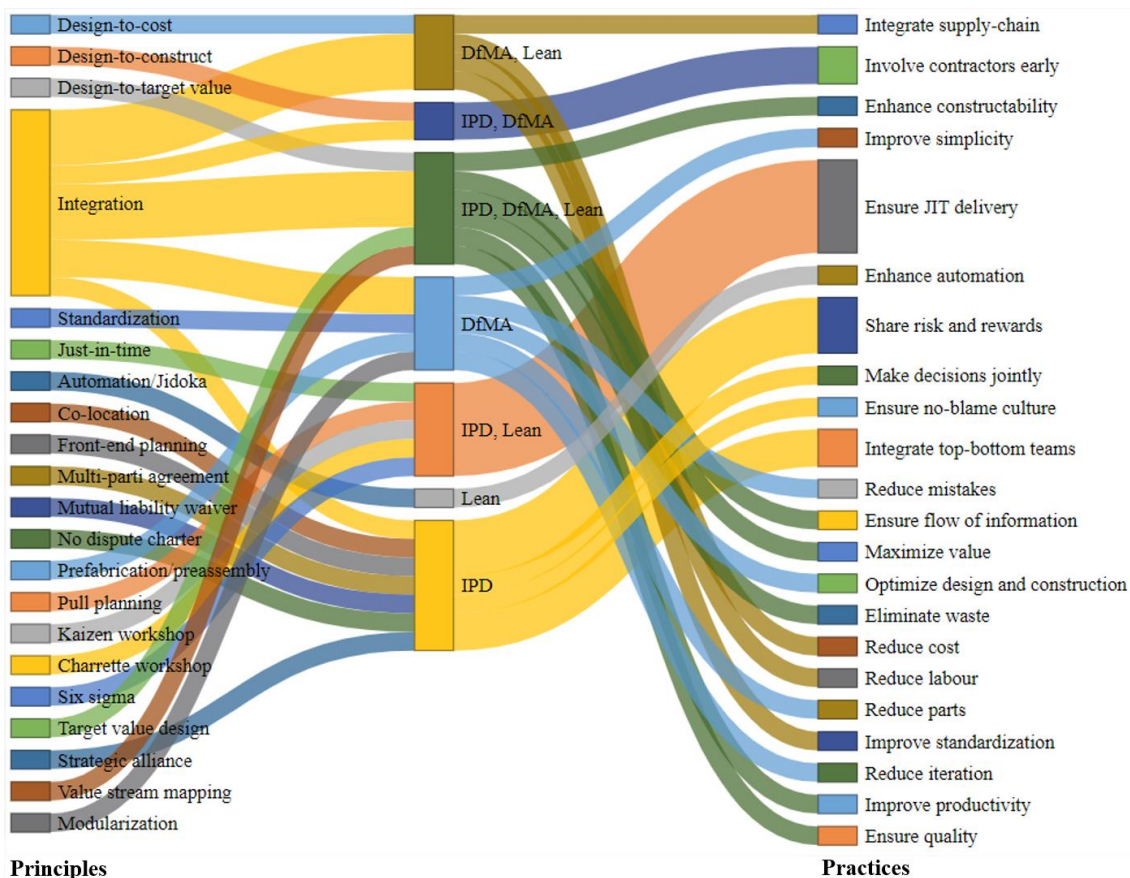 Design-to-cost
Design-to-construct
Design-to-target value
Integration
Standardization
Just-in-time
Automation/Jidoka
Co-location
Front-end planning
Multi-parti agreement
Mutual liability waiver
No dispute charter
Prefabrication/preassembly
Pull planning
Kaizen workshop
Charrette workshop
Six sigma
Target value design
Strategic alliance
Value stream mapping
Modularization
Principles
DfMA, Lean
IPD, DfMA
IPD, DfMA, Lean
DfMA
IPD, Lean
Lean
IPD
Integrate supply-chain
Involve contractors early
Enhance constructability
Improve simplicity
Ensure JIT delivery
Enhance automation
Share risk and rewards
Make decisions jointly
Ensure no-blame culture
Integrate top-bottom teams
Reduce mistakes
Ensure flow of information
Maximize value
Optimize design and construction
Eliminate waste
Reduce cost
Reduce labour
Reduce parts
Improve standardization
Reduce iteration
Improve productivity
Ensure quality
Practices